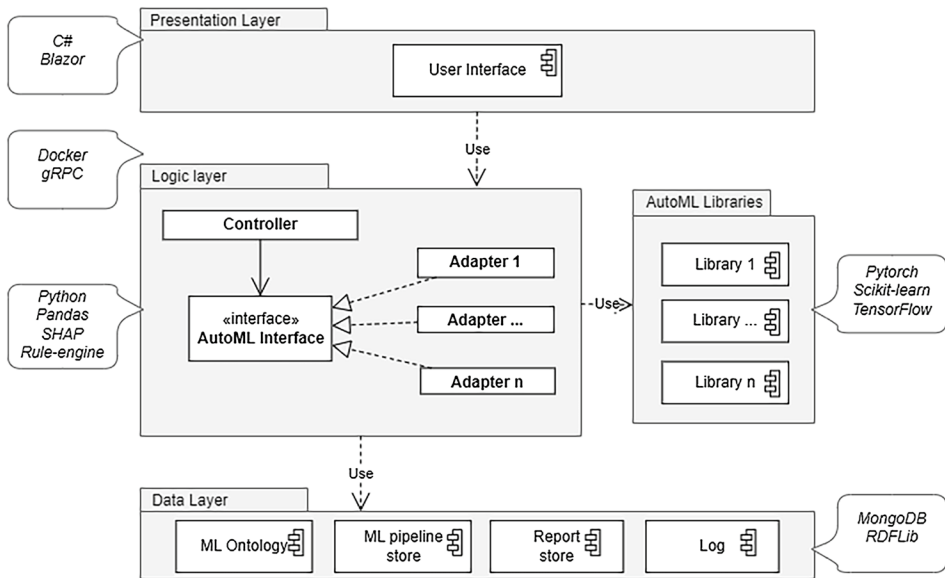 Presentation Layer
C#
Blazor
User Interface
Use
Docker
gRPC
Logic layer
Controller
«interface»
AutoML Interface
Adapter 1
Adapter ...
Adapter n
Python
Pandas
SHAP
Rule-engine
Use
AutoML Libraries
Library 1
Library ...
Library n
Pytorch
Scikit-learn
TensorFlow
Use
Data Layer
ML Ontology
ML pipeline
store
Report
store
Log
MongoDB
RDFLib